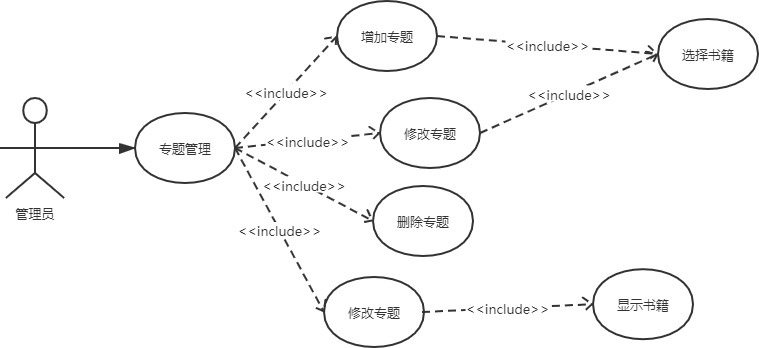 增加专题
<<include>>
选择书籍
<<include>>
<<include>>
修改专题
<<include>>
专题管理
<<include>>
管理员
删除专题
<<include>>
修改专题
<<include>>
显示书籍